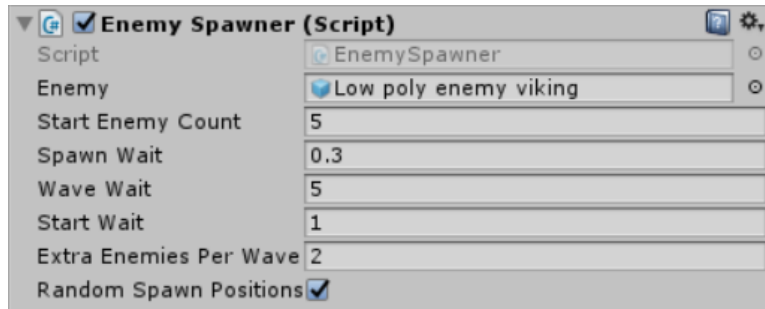 Enemy Spawner (Script)
Script EnemySpawner
Enemy Low poly enemy viking
Start Enemy Count 5
Spawn Wait 0.3
Wave Wait 5
Start Wait 1
Extra Enemies Per Wave 2
Random Spawn Positions